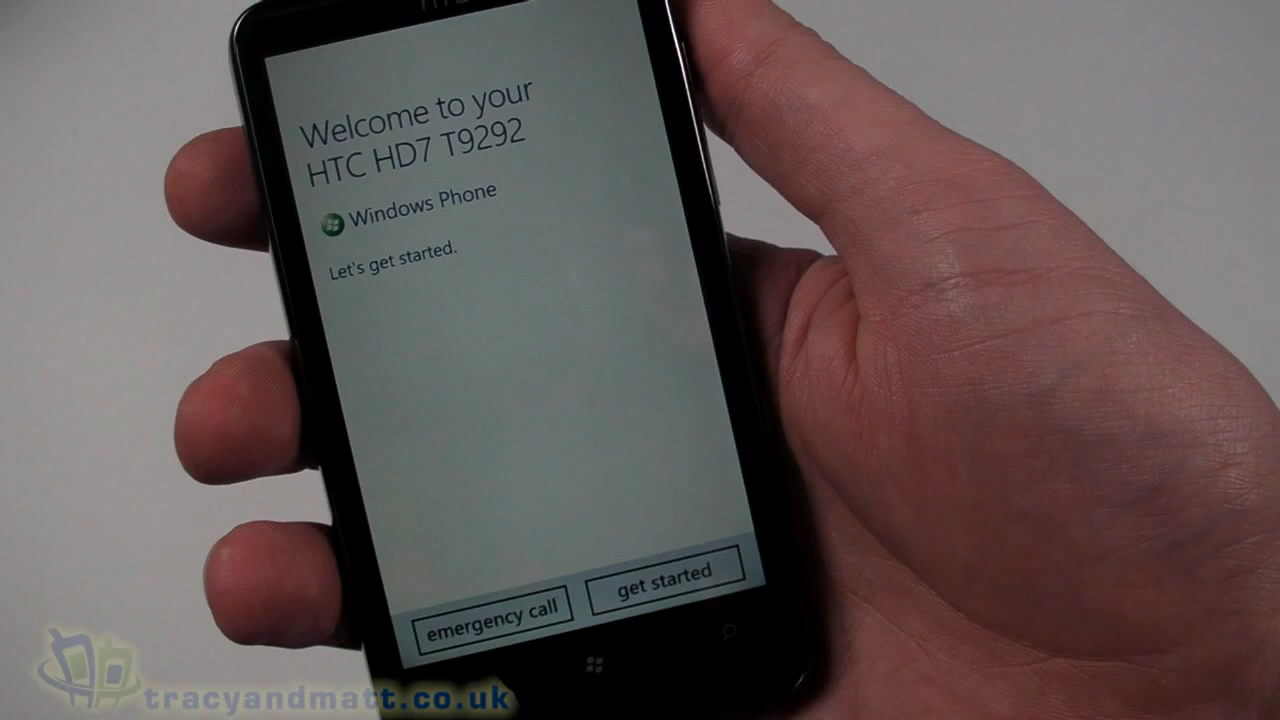 Welcome to your
HTC HD7 T9292
Windows Phone
Let's get started.
emergency call
get started
tracyandmatt.co.uk